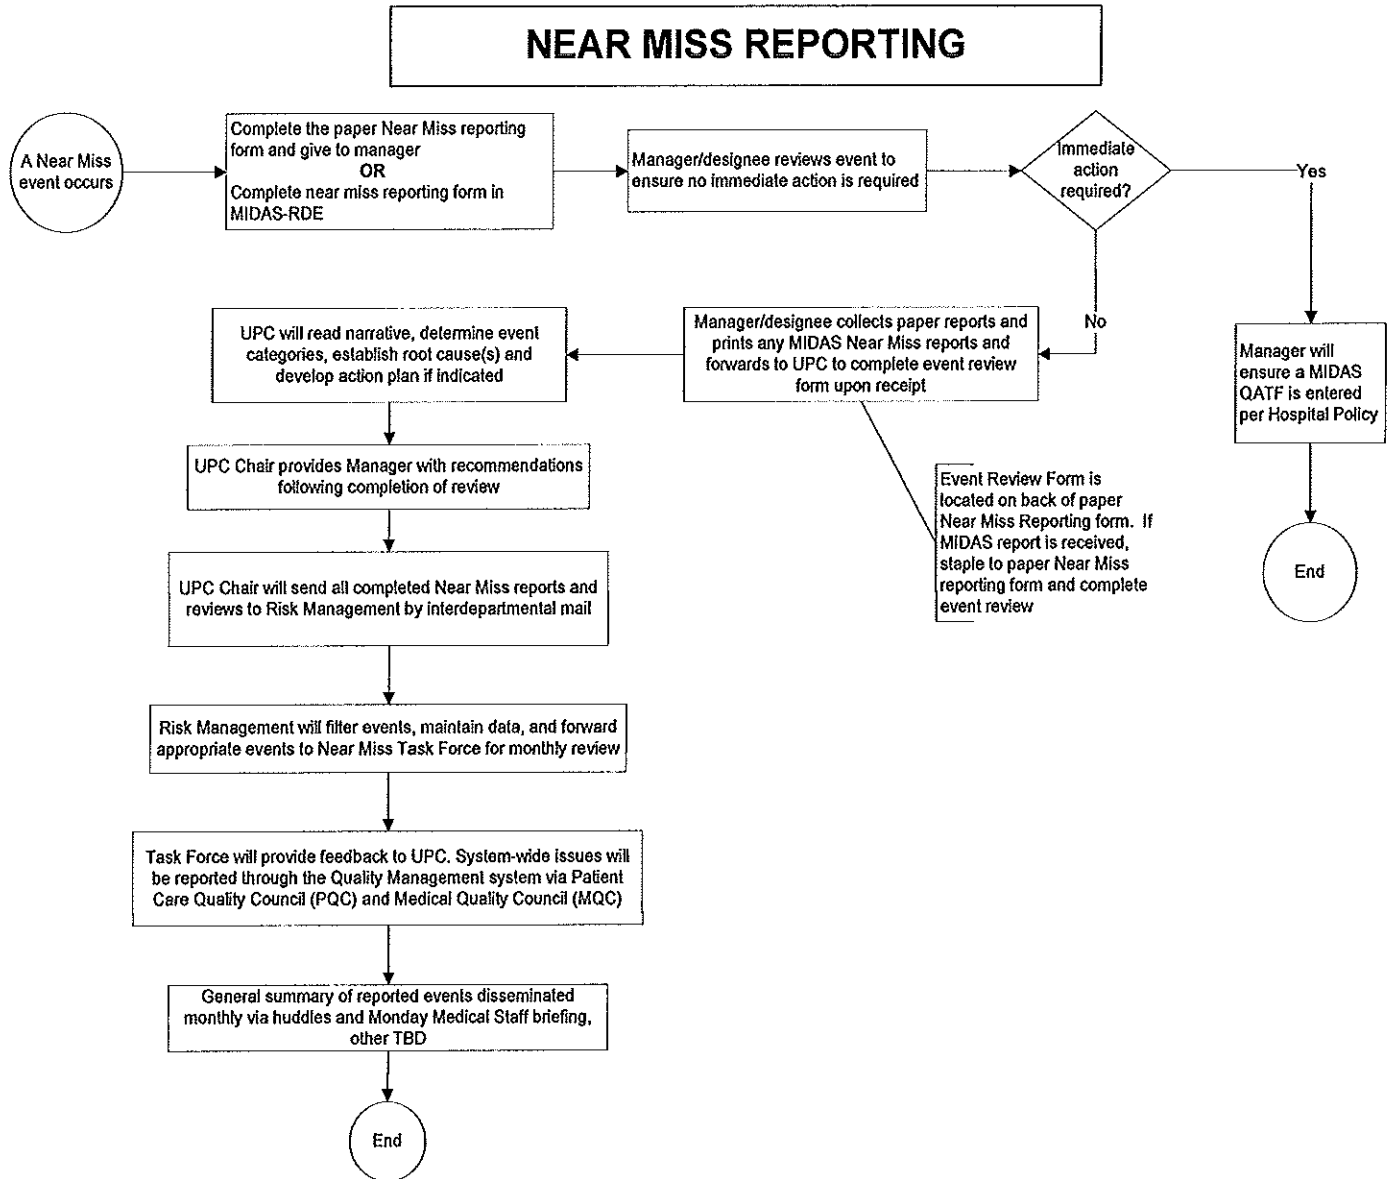 NEAR MISS REPORTING
A Near Miss
event occurs
Complete the paper Near Miss reporting
form and give to manager
OR
Complete near miss reporting form in
MIDAS-RDE
Manager/designee reviews event to
ensure no immediate action is required
Immediate
action
required?
Yes
No
Manager will
ensure a MIDAS
QATF is entered
per Hospital Policy
End
Manager/designee collects paper reports and
prints any MIDAS Near Miss reports and
forwards to UPC to complete event review
form upon receipt
Event Review Form is
located on back of paper
Near Miss Reporting form. If
MIDAS report is received,
staple to paper Near Miss
reporting form and complete
event review
UPC will read narrative, determine event
categories, establish root cause(s) and
develop action plan if indicated
UPC Chair provides Manager with recommendations
following completion of review
UPC Chair will send all completed Near Miss reports and
reviews to Risk Management by interdepartmental mail
Risk Management will filter events, maintain data, and forward
appropriate events to Near Miss Task Force for monthly review
Task Force will provide feedback to UPC. System-wide issues will
be reported through the Quality Management system via Patient
Care Quality Council (PQC) and Medical Quality Council (MQC)
General summary of reported events disseminated
monthly via huddles and Monday Medical Staff briefing,
other TBD
End